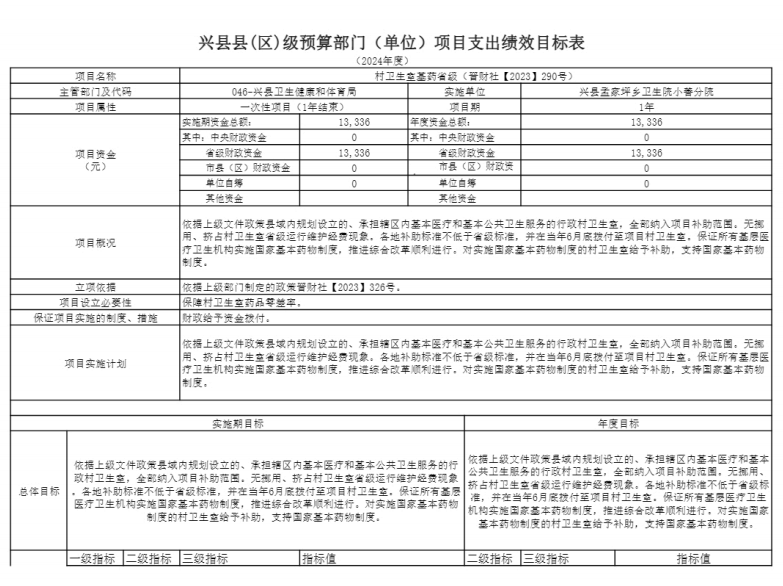 兴县县(区)级预算部门（单位）项目支出绩效目标表
（2024年度）
项目名称 村卫生室基药省级（晋财社【2023】290号）
主管部门及代码 046-兴县卫生健康和体育局 实施单位 兴县孟家坪乡卫生院小善分院
项目属性 一次性项目（1年结束） 项目期 1年
项目资金
（元）
实施期资金总额： 13,336 年度资金总额： 13,336
其中：中央财政资金 0 其中：中央财政资金 0
省级财政资金 13,336 省级财政资金 13,336
市县（区）财政资金 0 市县（区）财政资 0
单位自筹 0 单位自筹 0
其他资金 其他资金
项目概况
依据上级文件政策县域内规划设立的、承担辖区内基本医疗和基本公共卫生服务的行政村卫生室，全部纳入项目补助范围。无挪
用、挤占村卫生室省级运行维护经费现象。各地补助标准不低于省级标准，并在当年6月底拨付至项目村卫生室。保证所有基层医
疗卫生机构实施国家基本药物制度，推进综合改革顺利进行。对实施国家基本药物制度的村卫生室给予补助，支持国家基本药物
制度。
立项依据 依据上级部门制定的政策晋财社【2023】326号。
项目设立必要性 保障村卫生室药品零差率，
保证项目实施的制度、措施 财政给予资金拨付。
项目实施计划
依据上级文件政策县域内规划设立的、承担辖区内基本医疗和基本公共卫生服务的行政村卫生室，全部纳入项目补助范围。无挪
用、挤占村卫生室省级运行维护经费现象。各地补助标准不低于省级标准，并在当年6月底拨付至项目村卫生室。保证所有基层医
疗卫生机构实施国家基本药物制度，推进综合改革顺利进行。对实施国家基本药物制度的村卫生室给予补助，支持国家基本药物
制度。
实施期目标 年度目标
总体目标
依据上级文件政策县域内规划设立的、承担辖区内基本医疗和基本公共卫生服务的行
政村卫生室，全部纳入项目补助范围。无挪用、挤占村卫生室省级运行维护经费现象
。各地补助标准不低于省级标准，并在当年6月底拨付至项目村卫生室。保证所有基层
医疗卫生机构实施国家基本药物制度，推进综合改革顺利进行。对实施国家基本药物
制度的村卫生室给予补助，支持国家基本药物制度。
依据上级文件政策县域内规划设立的、承担辖区内基本医疗和基本
公共卫生服务的行政村卫生室，全部纳入项目补助范围。无挪用、挤
占村卫生室省级运行维护经费现象。各地补助标准不低于省级标
准，并在当年6月底拨付至项目村卫生室。保证所有基层医疗卫生
机构实施国家基本药物制度，推进综合改革顺利进行。对实施国家
基本药物制度的村卫生室给予补助，支持国家基本药物制度。
一级指标 二级指标 三级指标 指标值 二级指标 三级指标 指标值